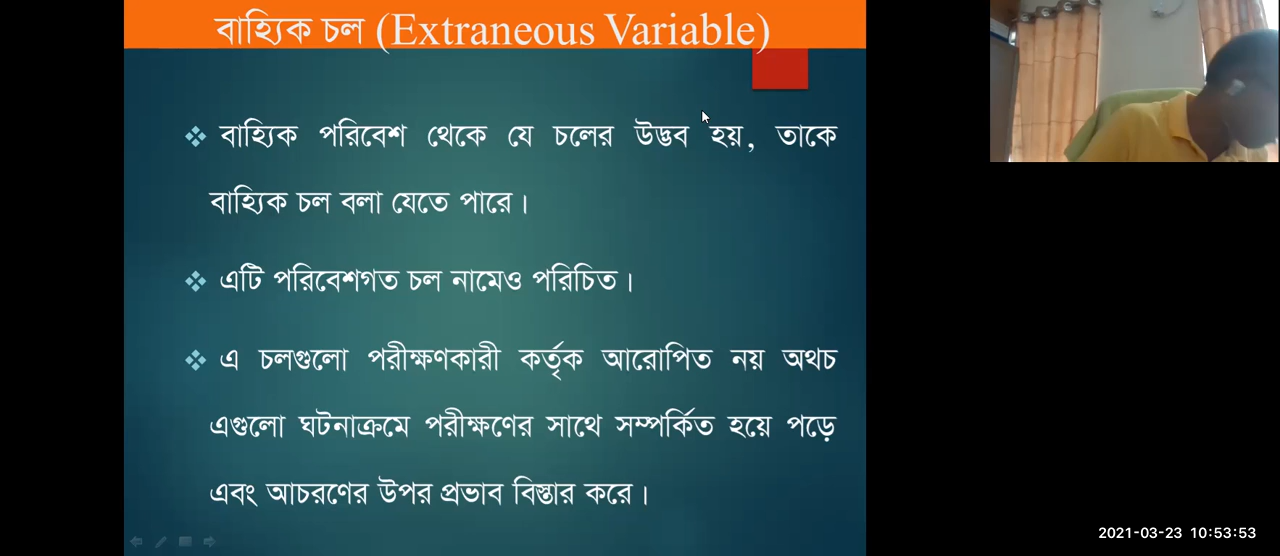 বাহ্যিক চল (Extraneous Variable)
❖ বাহ্যিক পরিবেশ থেকে যে চলের উদ্ভব হয়, তাকে
বাহ্যিক চল বলা যেতে পারে।
❖ এটি পরিবেশগত চল নামেও পরিচিত।
❖ এ চলগুলো পরীক্ষণকারী কর্তৃক আরোপিত নয় অথচ
এগুলো ঘটনাক্রমে পরীক্ষণের সাথে সম্পর্কিত হয়ে পড়ে
এবং আচরণের উপর প্রভাব বিস্তার করে।
2021-03-23 10:53:53